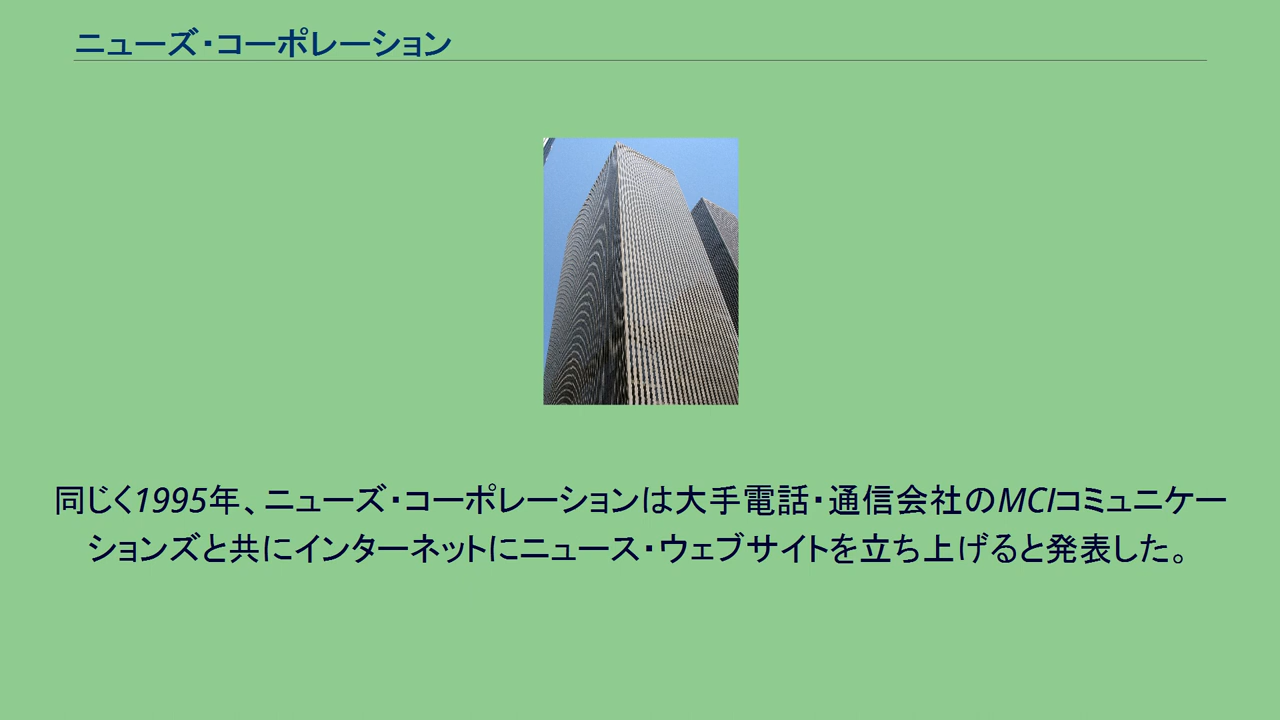 ニューズ・コーポレーション
同じく1995年、ニューズ・コーポレーションは大手電話・通信会社のMCIコミュニケー
ションズと共にインターネットにニュース・ウェブサイトを立ち上げると発表した。